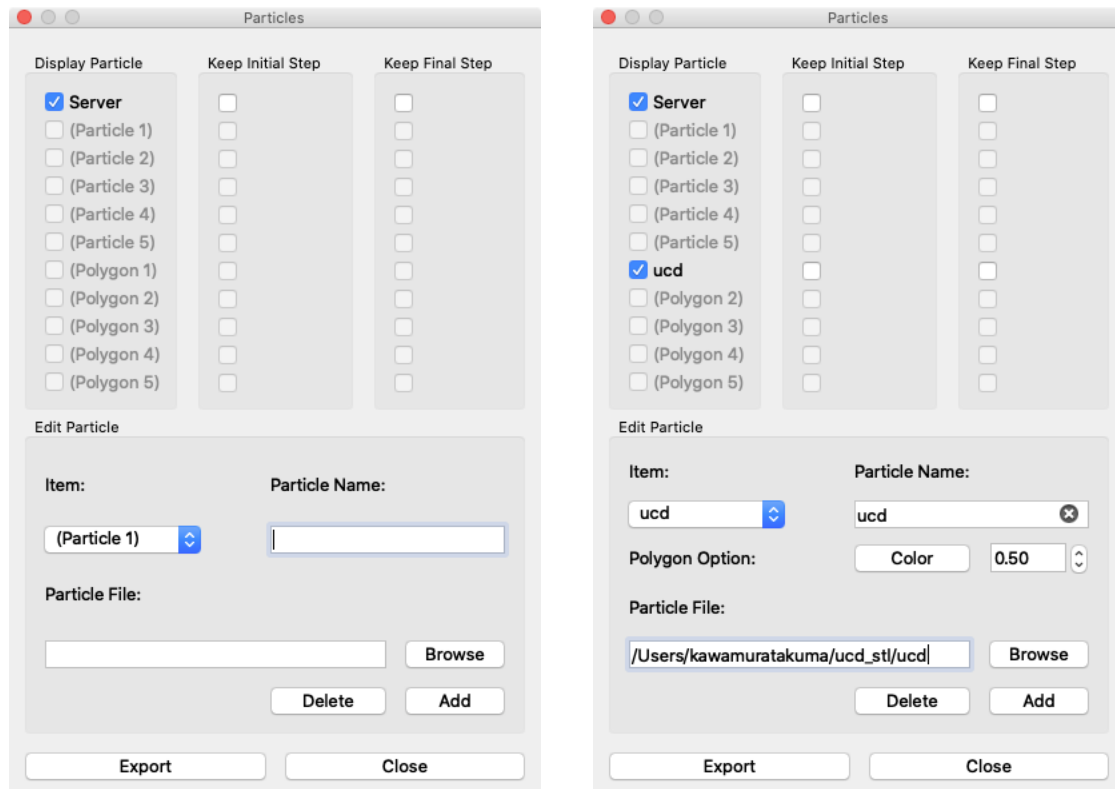 Particles
Display Particle Keep Initial Step Keep Final Step
Server
(Particle 1)
(Particle 2)
(Particle 3)
(Particle 4)
(Particle 5)
(Polygon 1)
(Polygon 2)
(Polygon 3)
(Polygon 4)
(Polygon 5)
Edit Particle
Item: Particle Name:
(Particle 1)
Particle File:
Browse
Delete Add
Export Close
Particles
Display Particle Keep Initial Step Keep Final Step
Server
(Particle 1)
(Particle 2)
(Particle 3)
(Particle 4)
(Particle 5)
ucd
(Polygon 2)
(Polygon 3)
(Polygon 4)
(Polygon 5)
Edit Particle
Item: Particle Name:
ucd ucd
Polygon Option: Color 0.50
Particle File:
/Users/kawamuratakuma/ucd_stl/ucd Browse
Delete Add
Export Close